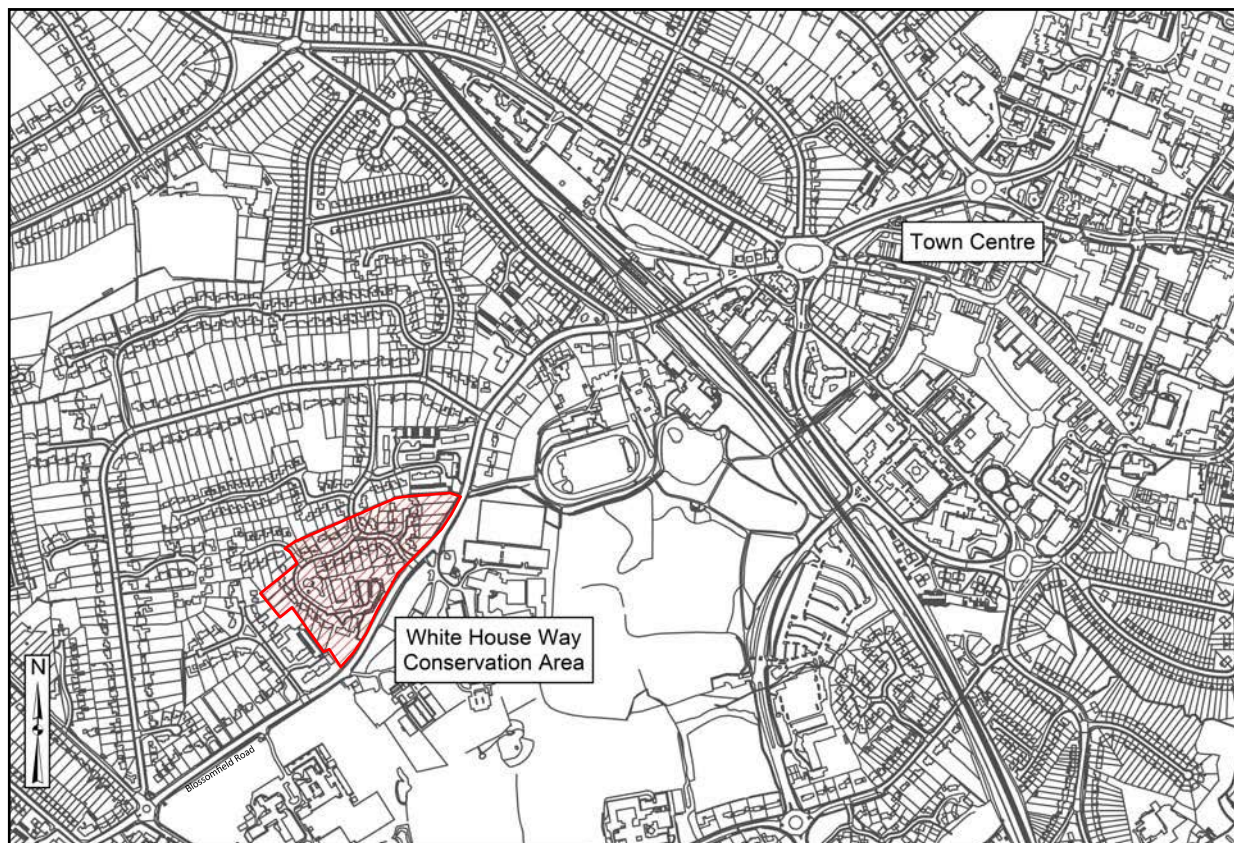 Town Centre
White House Way
Conservation Area
N
Blossomfield Road